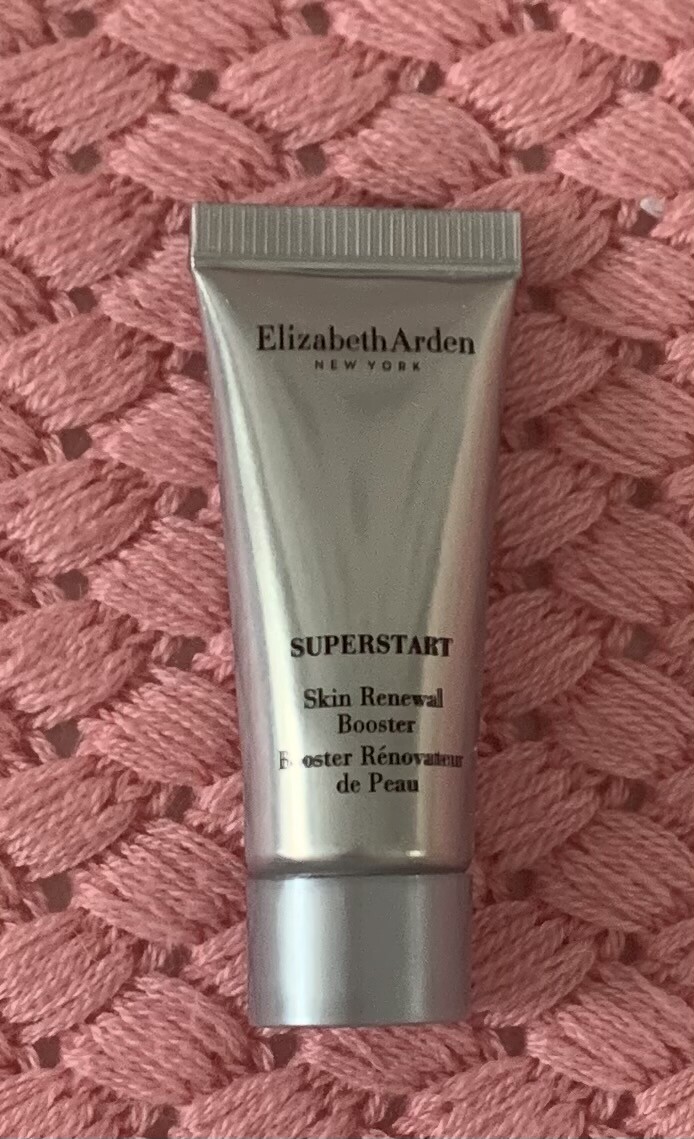 ElizabethArden
NEW YORK
SUPERSTART
Skin Renewal
Booster
Booster Rénovateur
de Peau